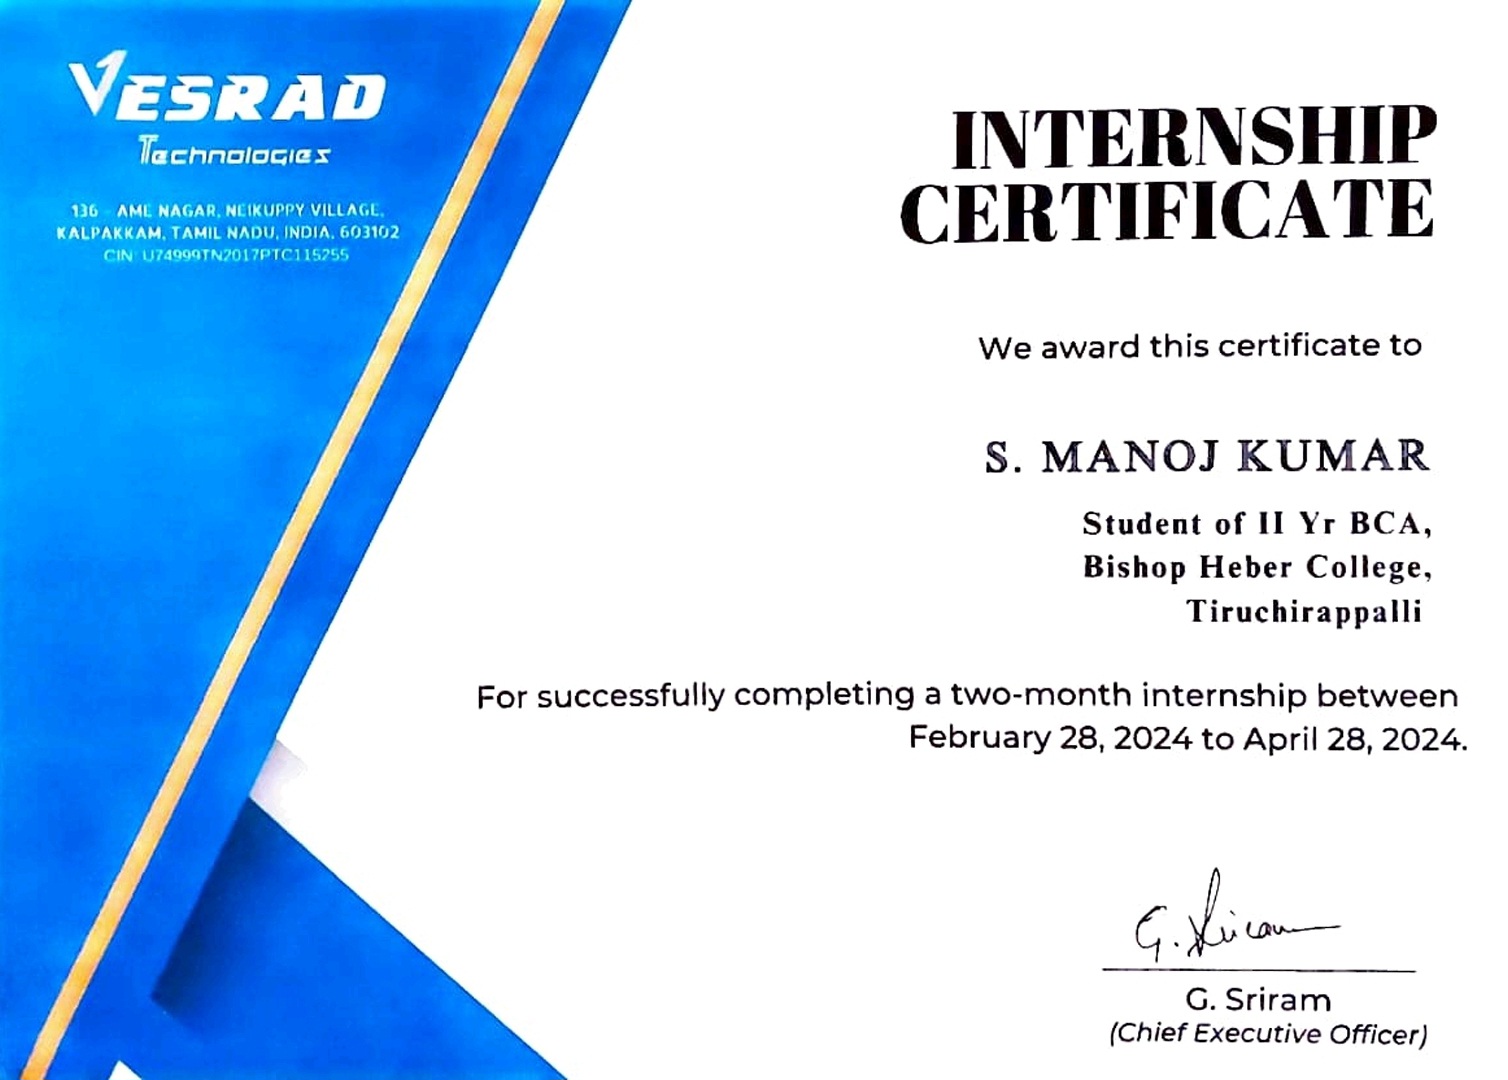 VESRAD
Technologies
136 - AME NAGAR, NEIKUPPY VILLAGE,
KALPAKKAM, TAMIL NADU, INDIA, 603102
CIN: U74999TN2017PTC115255
INTERNSHIP
CERTIFICATE
We award this certificate to
S. MANOJ KUMAR
Student of II Yr BCA,
Bishop Heber College,
Tiruchirappalli
For successfully completing a two-month internship between
February 28, 2024 to April 28, 2024.
G. Sriram
G. Sriram
(Chief Executive Officer)